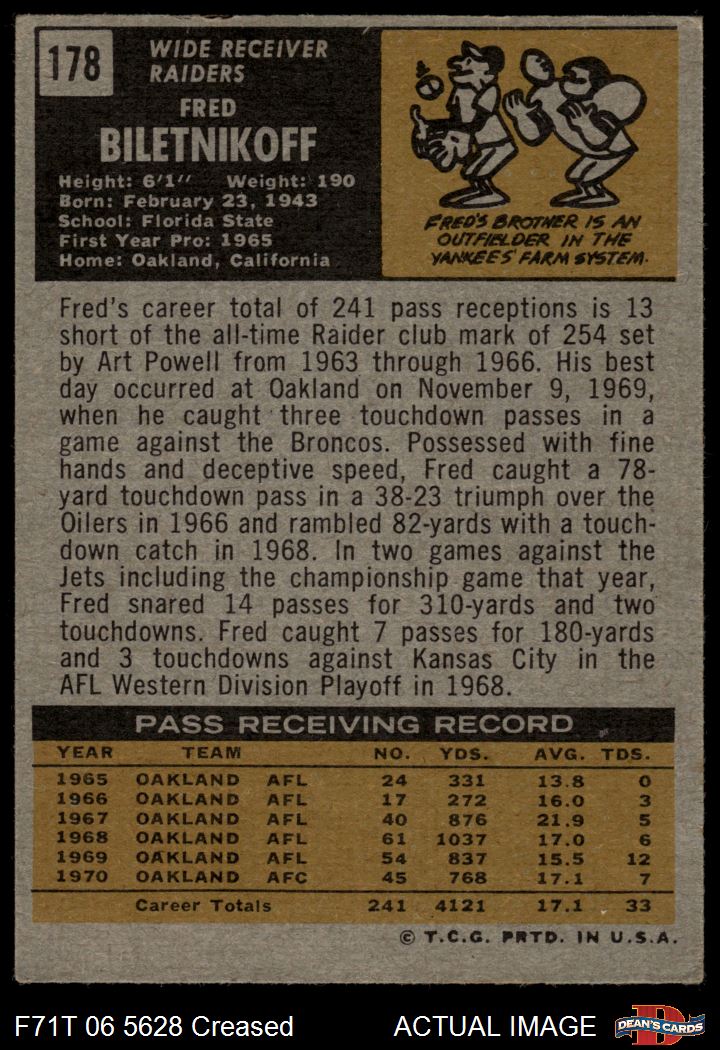 178
WIDE RECEIVER
RAIDERS
FRED
BILETNIKOFF
Height: 6'1" Weight: 190
Born: February 23, 1943
School: Florida State
First Year Pro: 1965
Home: Oakland, California
FRED'S BROTHER IS AN
OUTFIELDER IN THE
YANKEES' FARM SYSTEM.
Fred's career total of 241 pass receptions is 13
short of the all-time Raider club mark of 254 set
by Art Powell from 1963 through 1966. His best
day occurred at Oakland on November 9, 1969,
when he caught three touchdown passes in a
game against the Broncos. Possessed with fine
hands and deceptive speed, Fred caught a 78-
yard touchdown pass in a 38-23 triumph over the
Oilers in 1966 and rambled 82-yards with a touch-
down catch in 1968. In two games against the
Jets including the championship game that year,
Fred snared 14 passes for 310-yards and two
touchdowns. Fred caught 7 passes for 180-yards
and 3 touchdowns against Kansas City in the
AFL Western Division Playoff in 1968.
PASS RECEIVING RECORD
YEAR TEAM NO. YDS. AVG. TDS.
1965 OAKLAND AFL 24 331 13.8 0
1966 OAKLAND AFL 17 272 16.0 3
1967 OAKLAND AFL 40 876 21.9 5
1968 OAKLAND AFL 61 1037 17.0 6
1969 OAKLAND AFL 54 837 15.5 12
1970 OAKLAND AFC 45 768 17.1 7
Career Totals 241 4121 17.1 33
© T.C.G. PRTD. IN U.S.A.
F71T 06 5628 Creased ACTUAL IMAGE
D
DEAN'S CARDS